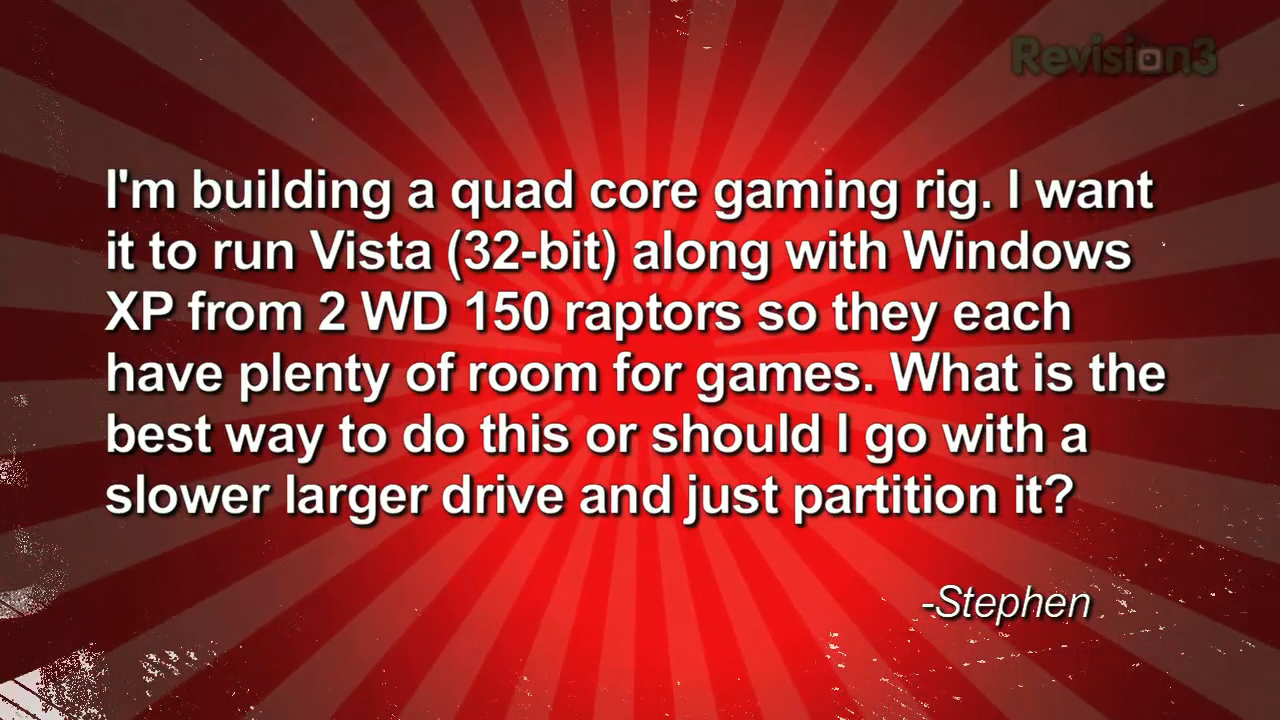 Revision3
I'm building a quad core gaming rig. I want
it to run Vista (32-bit) along with Windows
XP from 2 WD 150 raptors so they each
have plenty of room for games. What is the
best way to do this or should I go with a
slower larger drive and just partition it?
-Stephen